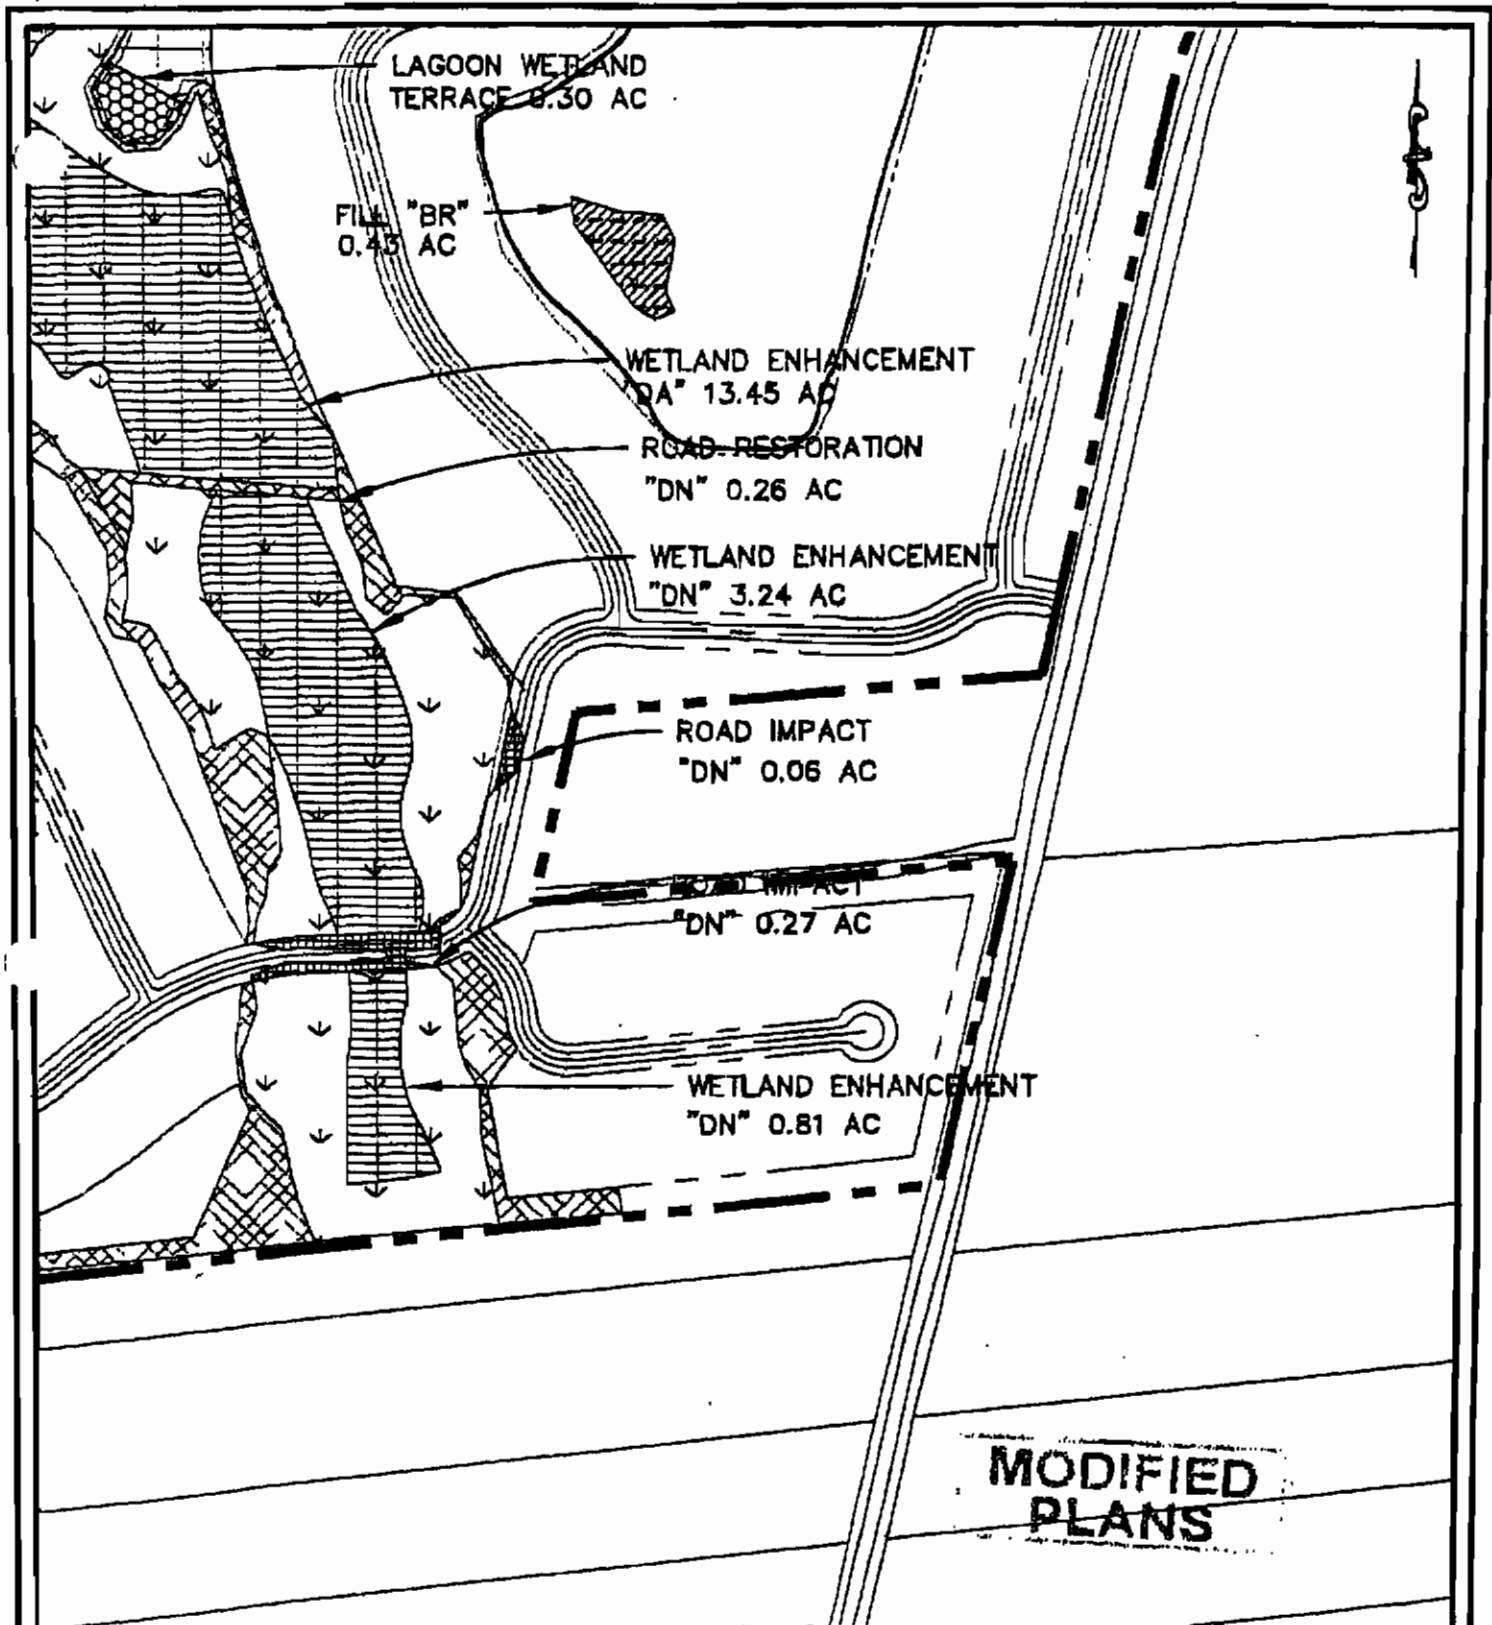 LAGOON WETLAND
TERRACE 0.30 AC
FILL "BR"
0.43 AC
WETLAND ENHANCEMENT
"DA" 13.45 AC
ROAD RESTORATION
"DN" 0.26 AC
WETLAND ENHANCEMENT
"DN" 3.24 AC
ROAD IMPACT
"DN" 0.06 AC
ROAD IMPACT
"DN" 0.27 AC
WETLAND ENHANCEMENT
"DN" 0.81 AC
MODIFIED
PLANS